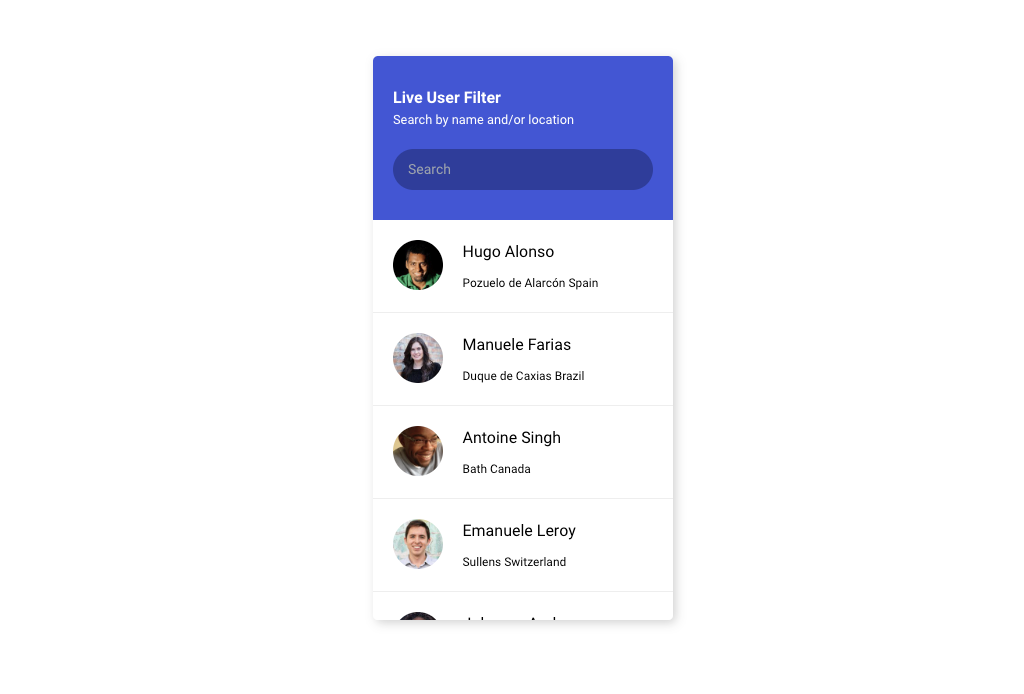 Live User Filter
Search by name and/or location
Search
Hugo Alonso
Pozuelo de Alarcón Spain
Manuele Farias
Duque de Caxias Brazil
Antoine Singh
Bath Canada
Emanuele Leroy
Sullens Switzerland